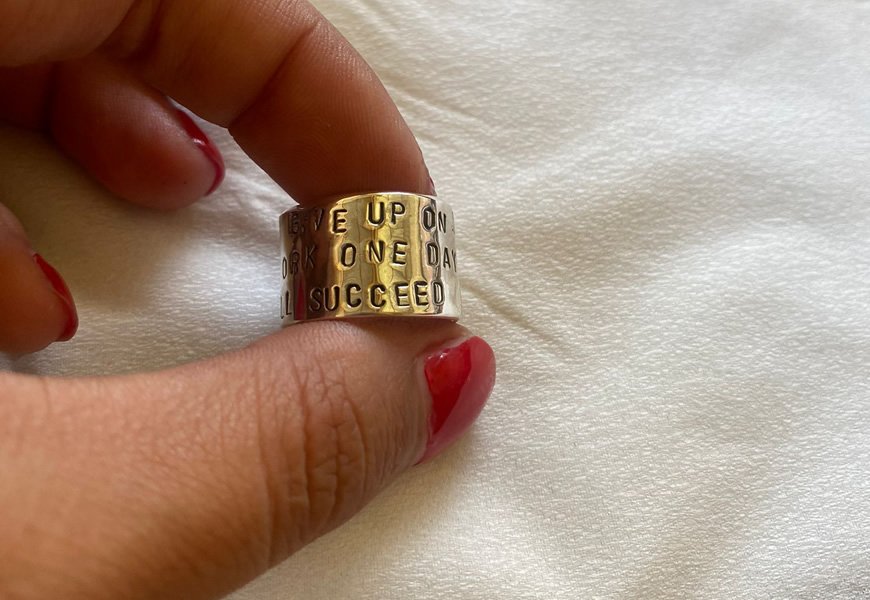 UP ON
ONE DAY
SUCCEED